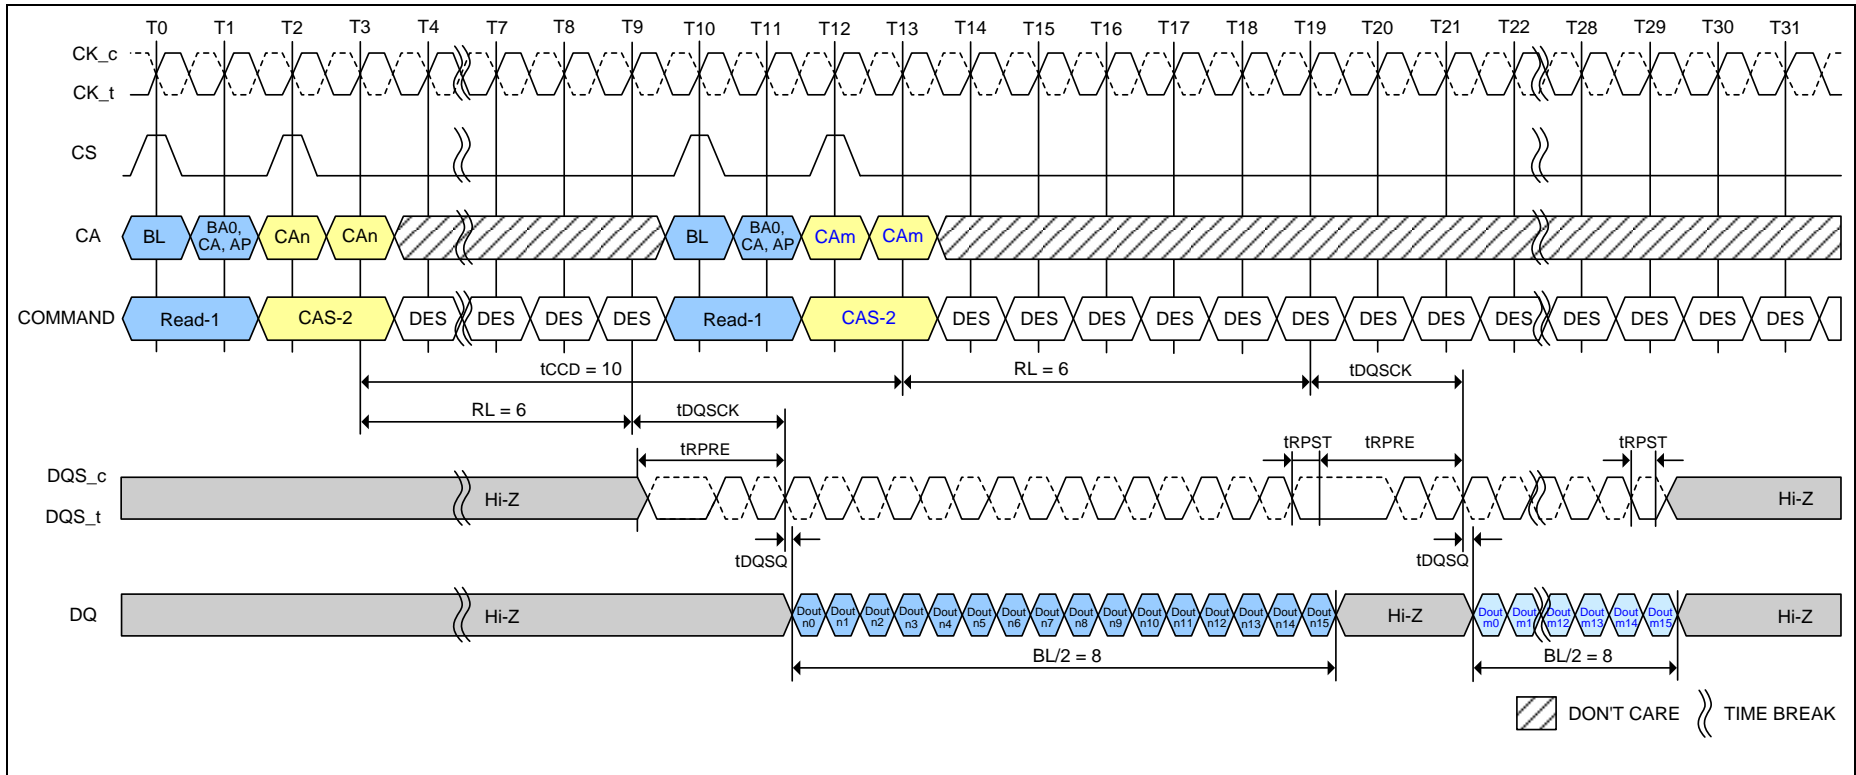 T0 T1 T2 T3 T4 T7 T8 T9 T10 T11 T12 T13 T14 T15 T16 T17 T18 T19 T20 T21 T22 T28 T29 T30 T31
CK_c
CK_t
CS
CA BL BA0, CA, AP CAn CAn BL BA0, CA, AP CAm CAm
COMMAND Read-1 CAS-2 DES DES DES DES Read-1 CAS-2 DES DES DES DES DES DES DES DES DES DES DES DES DES
tCCD = 10 RL = 6 tDQSCK
RL = 6 tDQSCK
tRPRE tRPST tRPRE tRPST
DQS_c
Hi-Z Hi-Z
DQS_t
tDQSQ tDQSQ
DQ Hi-Z Dout n0 Dout n1 Dout n2 Dout n3 Dout n4 Dout n5 Dout n6 Dout n7 Dout n8 Dout n9 Dout n10 Dout n11 Dout n12 Dout n13 Dout n14 Dout n15 Hi-Z Dout m0 Dout m1 Dout m12 Dout m13 Dout m14 Dout m15 Hi-Z
BL/2 = 8 BL/2 = 8
DON'T CARE TIME BREAK